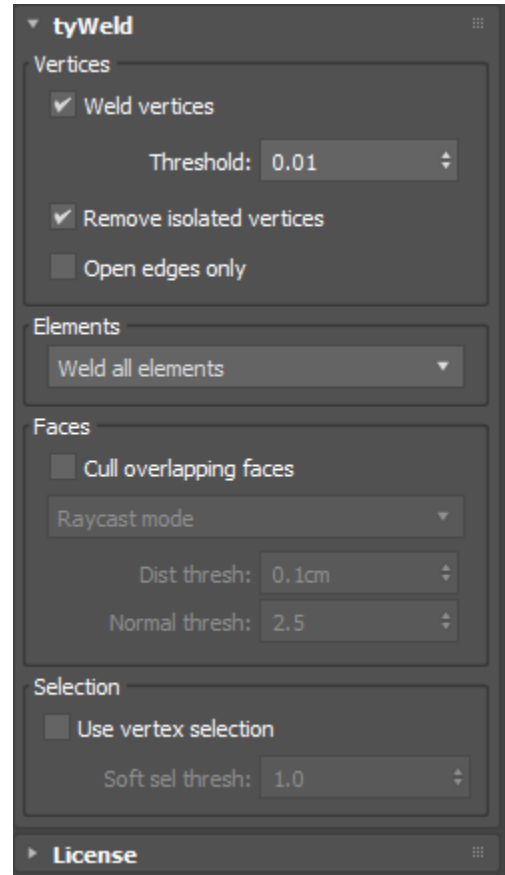 tyWeld
Vertices
Weld vertices
Threshold: 0.01
Remove isolated vertices
Open edges only
Elements
Weld all elements
Faces
Cull overlapping faces
Raycast mode
Dist thresh: 0.1cm
Normal thresh: 2.5
Selection
Use vertex selection
Soft sel thresh: 1.0
License